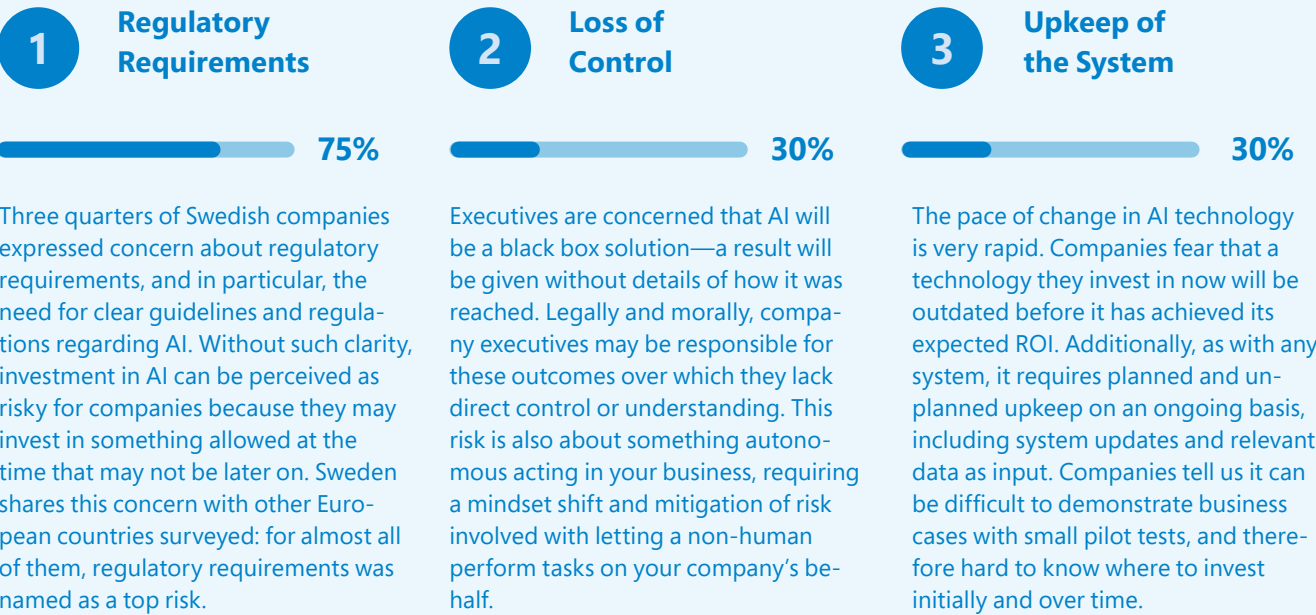 1
Regulatory
Requirements
75%
Three quarters of Swedish companies
expressed concern about regulatory
requirements, and in particular, the
need for clear guidelines and regula-
tions regarding AI. Without such clarity,
investment in AI can be perceived as
risky for companies because they may
invest in something allowed at the
time that may not be later on. Sweden
shares this concern with other Euro-
pean countries surveyed: for almost all
of them, regulatory requirements was
named as a top risk.
2
Loss of
Control
30%
Executives are concerned that AI will
be a black box solution—a result will
be given without details of how it was
reached. Legally and morally, compa-
ny executives may be responsible for
these outcomes over which they lack
direct control or understanding. This
risk is also about something autono-
mous acting in your business, requiring
a mindset shift and mitigation of risk
involved with letting a non-human
perform tasks on your company's be-
half.
3
Upkeep of
the System
30%
The pace of change in AI technology
is very rapid. Companies fear that a
technology they invest in now will be
outdated before it has achieved its
expected ROI. Additionally, as with any
system, it requires planned and un-
planned upkeep on an ongoing basis,
including system updates and relevant
data as input. Companies tell us it can
be difficult to demonstrate business
cases with small pilot tests, and there-
fore hard to know where to invest
initially and over time.